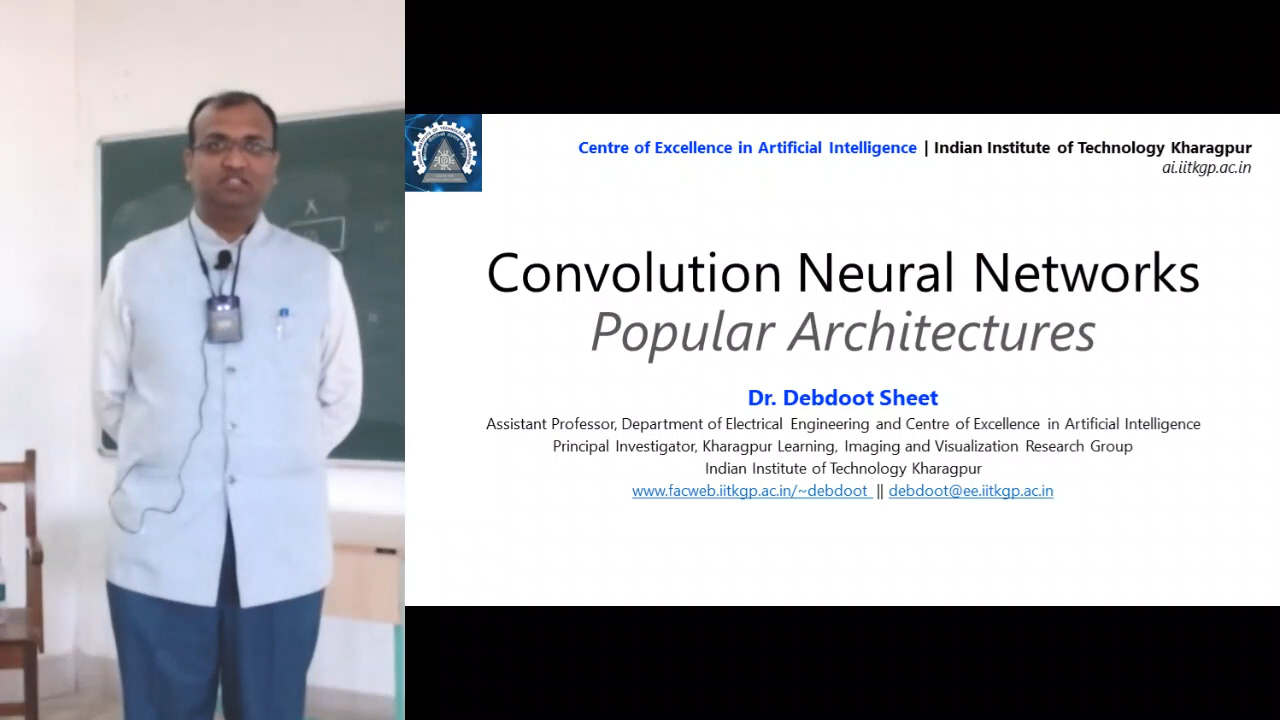 Centre of Excellence in Artificial Intelligence | Indian Institute of Technology Kharagpur
ai.iitkgp.ac.in
Convolution Neural Networks
Popular Architectures
Dr. Debdoot Sheet
Assistant Professor, Department of Electrical Engineering and Centre of Excellence in Artificial Intelligence
Principal Investigator, Kharagpur Learning, Imaging and Visualization Research Group
Indian Institute of Technology Kharagpur
www.facweb.iitkgp.ac.in/~debdoot || debdoot@ee.iitkgp.ac.in
X